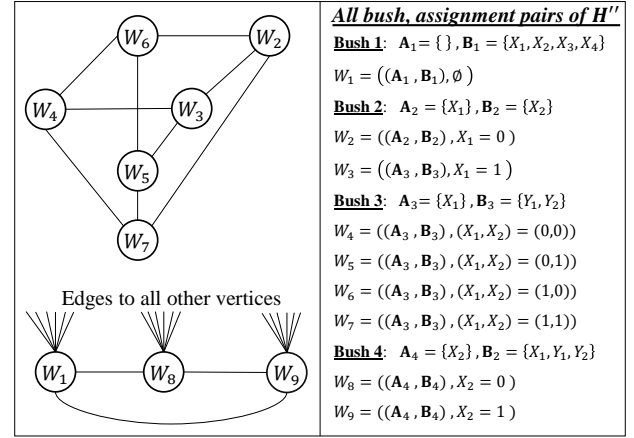 W₆
W₂
W₄
W₃
W₅
W₇
Edges to all other vertices
W₁
W₈
W₉
All bush, assignment pairs of H′′
Bush 1: A₁= { } , B₁ = {X₁, X₂, X₃, X₄}
W₁ = ((A₁ , B₁), ∅ )
Bush 2: A₂ = {X₁} , B₂ = {X₂}
W₂ = ((A₂ , B₂) , X₁ = 0 )
W₃ = ((A₃ , B₃), X₁ = 1 )
Bush 3: A₃= {X₁} , B₃ = {Y₁, Y₂}
W₄ = ((A₃ , B₃) , (X₁, X₂) = (0,0))
W₅ = ((A₃ , B₃) , (X₁, X₂) = (0,1))
W₆ = ((A₃ , B₃) , (X₁, X₂) = (1,0))
W₇ = ((A₃ , B₃) , (X₁, X₂) = (1,1))
Bush 4: A₄ = {X₂} , B₂ = {X₁, Y₁, Y₂}
W₈ = ((A₄ , B₄) , X₂ = 0 )
W₉ = ((A₄ , B₄) , X₂ = 1 )